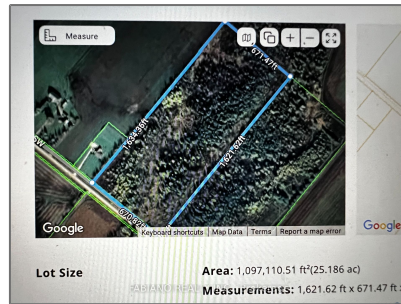 Measure
671.47ft
1,634.36ft
1,621.62ft
Google
Keyboard shortcuts
Map Data
Terms
Report a map error
Google
Lot Size
Area: 1,097,110.51 ft²(25.186 ac)
Measurements: 1,621.62 ft x 671.47 ft